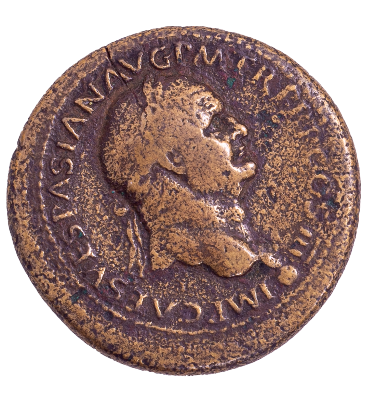 IMP CAES VESPASIAN AVG P M TR P P P COS III